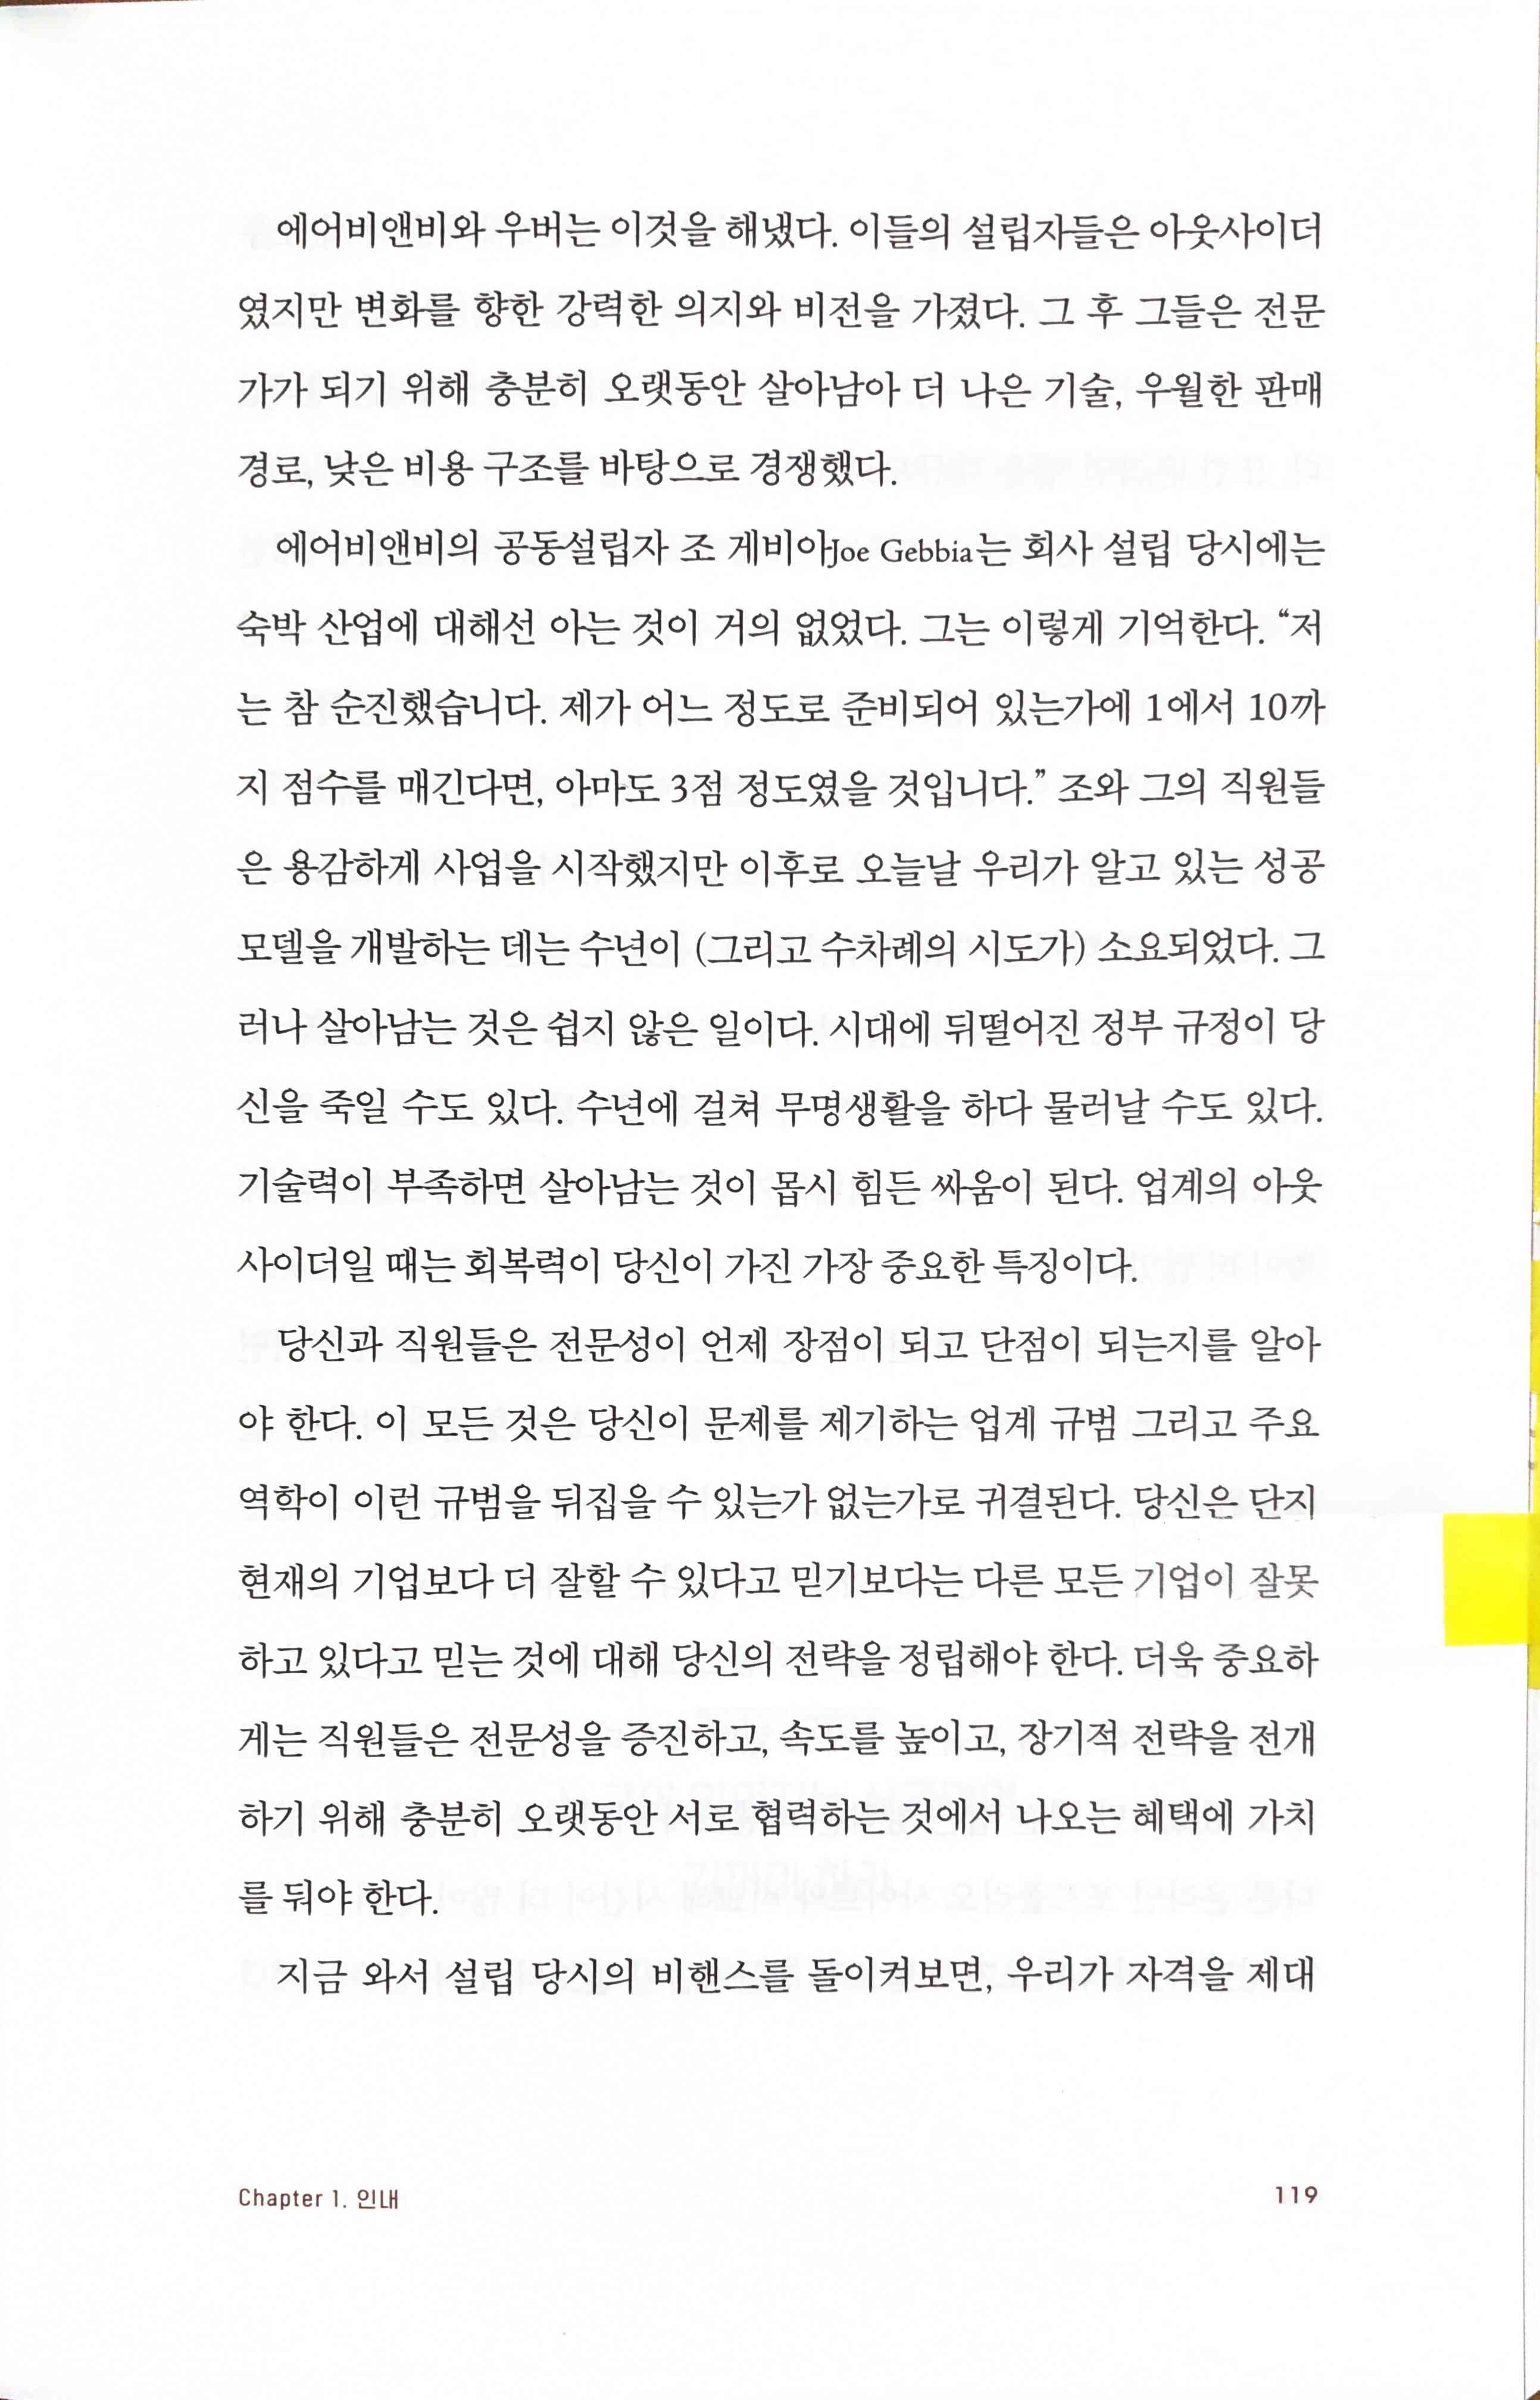 에어비앤비와 우버는 이것을 해냈다. 이들의 설립자들은 아웃사이더
였지만 변화를 향한 강력한 의지와 비전을 가졌다. 그 후 그들은 전문
가가 되기 위해 충분히 오랫동안 살아남아 더 나은 기술, 우월한 판매
경로, 낮은 비용 구조를 바탕으로 경쟁했다.
에어비앤비의 공동설립자 조 게비아Joe Gebbia는 회사 설립 당시에는
숙박 산업에 대해선 아는 것이 거의 없었다. 그는 이렇게 기억한다. “저
는 참 순진했습니다. 제가 어느 정도로 준비되어 있는가에 1에서 10까
지 점수를 매긴다면, 아마도 3점 정도였을 것입니다.” 조와 그의 직원들
은 용감하게 사업을 시작했지만 이후로 오늘날 우리가 알고 있는 성공
모델을 개발하는 데는 수년이 (그리고 수차례의 시도가) 소요되었다. 그
러나 살아남는 것은 쉽지 않은 일이다. 시대에 뒤떨어진 정부 규정이 당
신을 죽일 수도 있다. 수년에 걸쳐 무명생활을 하다 물러날 수도 있다.
기술력이 부족하면 살아남는 것이 몹시 힘든 싸움이 된다. 업계의 아웃
사이더일 때는 회복력이 당신이 가진 가장 중요한 특징이다.
당신과 직원들은 전문성이 언제 장점이 되고 단점이 되는지를 알아
야 한다. 이 모든 것은 당신이 문제를 제기하는 업계 규범 그리고 주요
역학이 이런 규범을 뒤집을 수 있는가 없는가로 귀결된다. 당신은 단지
현재의 기업보다 더 잘할 수 있다고 믿기보다는 다른 모든 기업이 잘못
하고 있다고 믿는 것에 대해 당신의 전략을 정립해야 한다. 더욱 중요하
게는 직원들은 전문성을 증진하고, 속도를 높이고, 장기적 전략을 전개
하기 위해 충분히 오랫동안 서로 협력하는 것에서 나오는 혜택에 가치
를 둬야 한다.
지금 와서 설립 당시의 비핸스를 돌이켜보면, 우리가 자격을 제대
Chapter 1. 인내
119